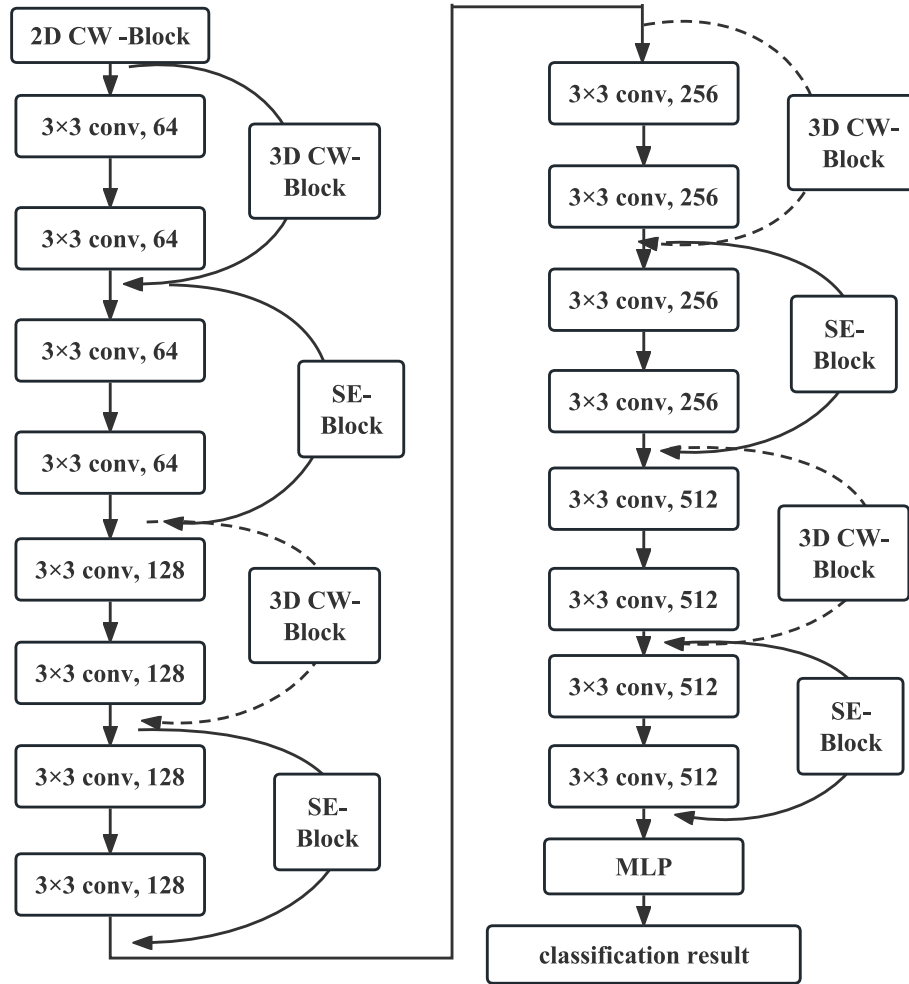 2D CW -Block
3×3 conv, 64
3D CW-
Block
3×3 conv, 64
3×3 conv, 64
SE-
Block
3×3 conv, 64
3×3 conv, 128
3D CW-
Block
3×3 conv, 128
3×3 conv, 128
SE-
Block
3×3 conv, 128
3×3 conv, 256
3D CW-
Block
3×3 conv, 256
3×3 conv, 256
SE-
Block
3×3 conv, 256
3×3 conv, 512
3D CW-
Block
3×3 conv, 512
3×3 conv, 512
SE-
Block
3×3 conv, 512
MLP
classification result